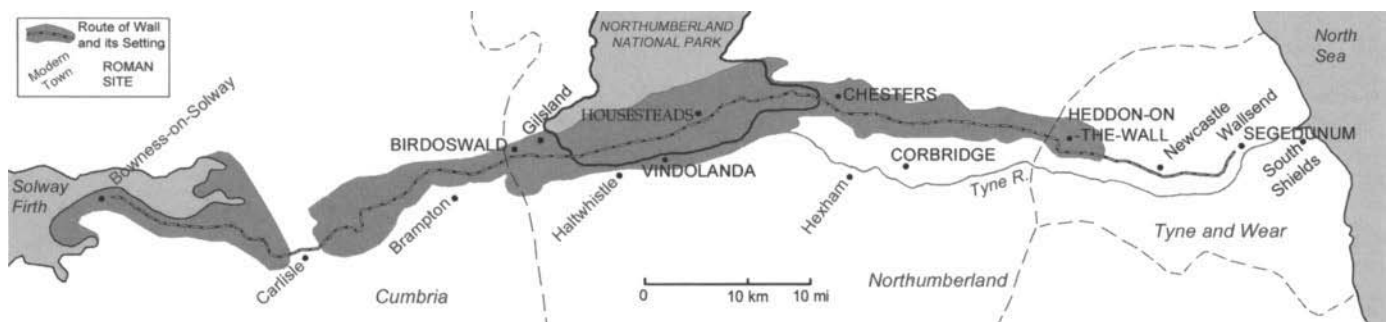 Route of Wall
and its Setting
Modern
Town
ROMAN
SITE
NORTHUMBERLAND
NATIONAL PARK
North
Sea
Solway
Firth
Bowness-on-Solway
Carlisle
Brampton
BIRDOSWALD
Gilsland
HOUSESTEADS
VINDOLANDA
Haltwhistle
CHESTERS
CORBRIDGE
Hexham
Tyne R.
HEDDON-ON
-THE-WALL
Newcastle
Wallsend
SEGEDUNUM
South
Shields
Tyne and Wear
Northumberland
Cumbria
0 10 km 10 mi